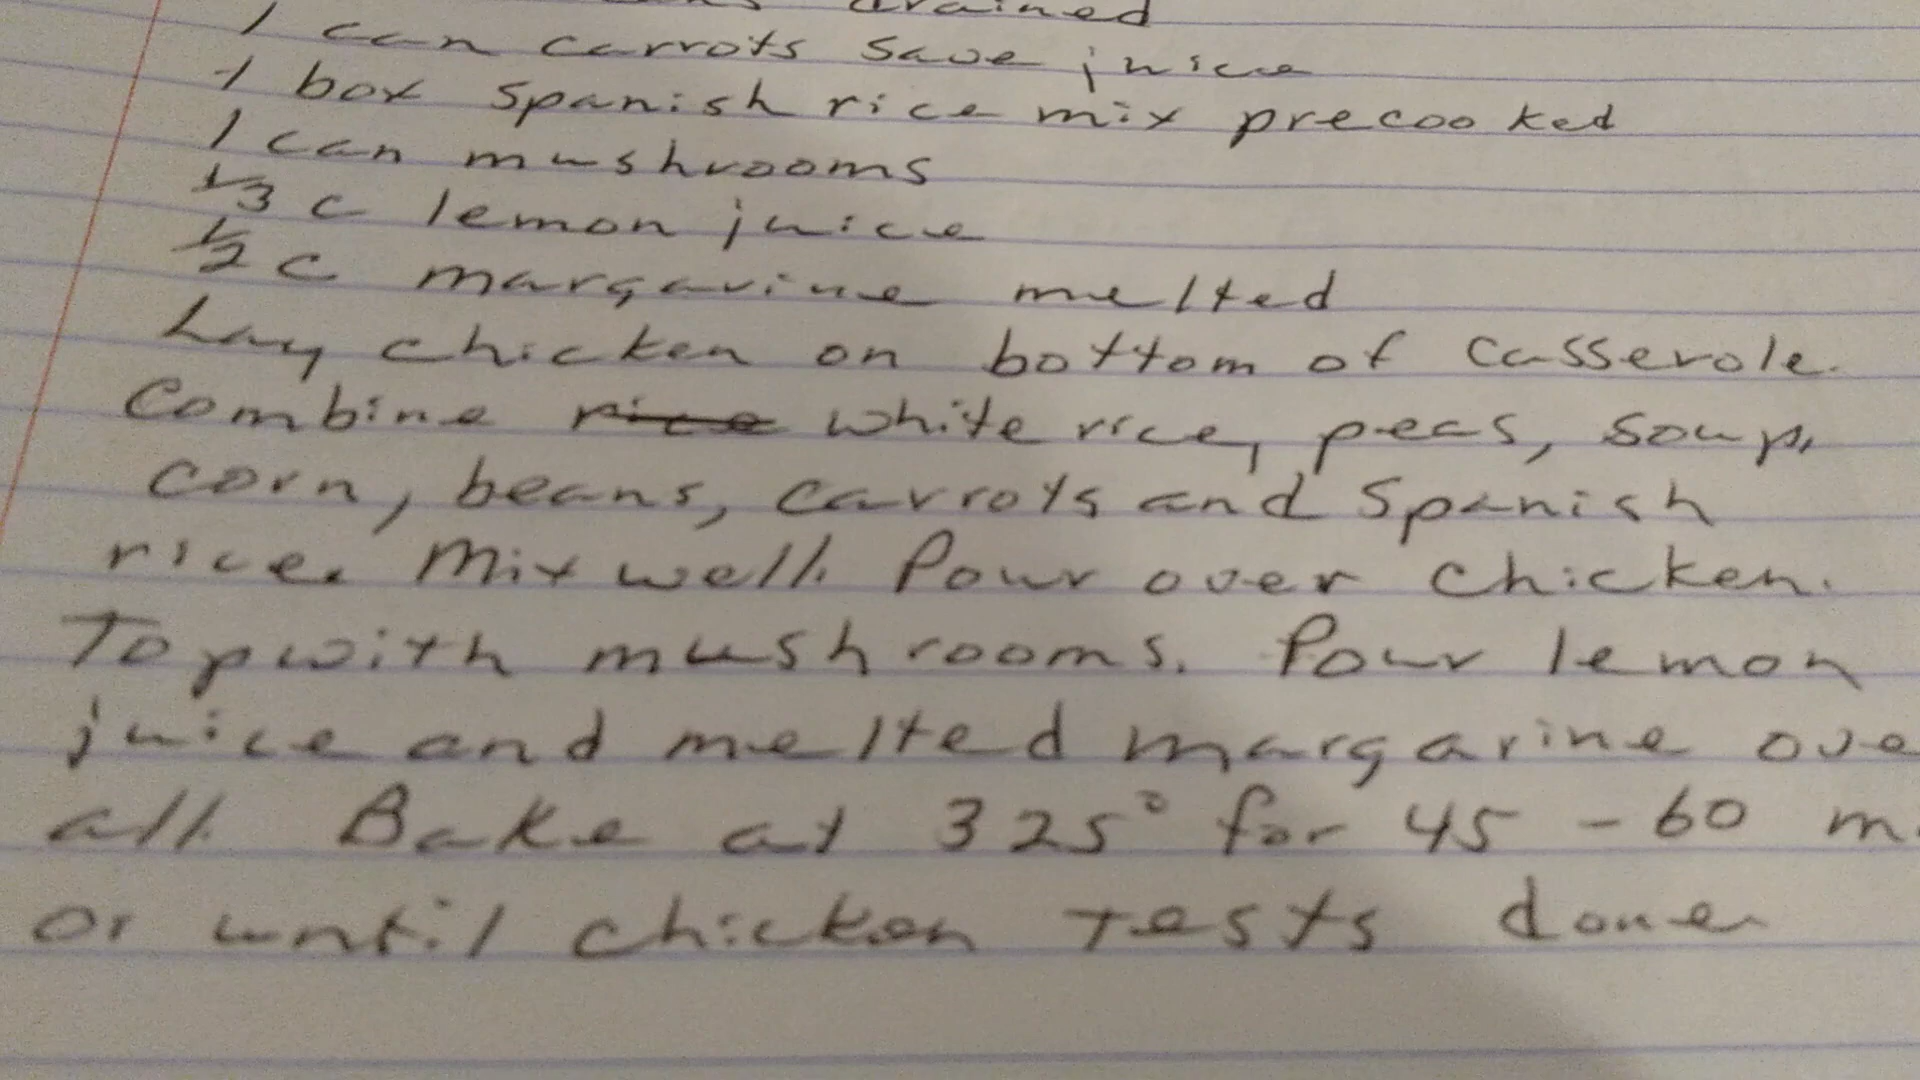 drained
1 can carrots save juice
1 box Spanish rice mix precooked
1 can mushrooms
1/3 c lemon juice
1/2 c margarine melted
Lay chicken on bottom of casserole.
Combine rice white rice, peas, soup,
corn, beans, carrots and Spanish
rice. Mix well. Pour over chicken.
Top with mushrooms. Pour lemon
juice and melted margarine ove
all. Bake at 325° for 45 - 60 m
or until chicken tests done